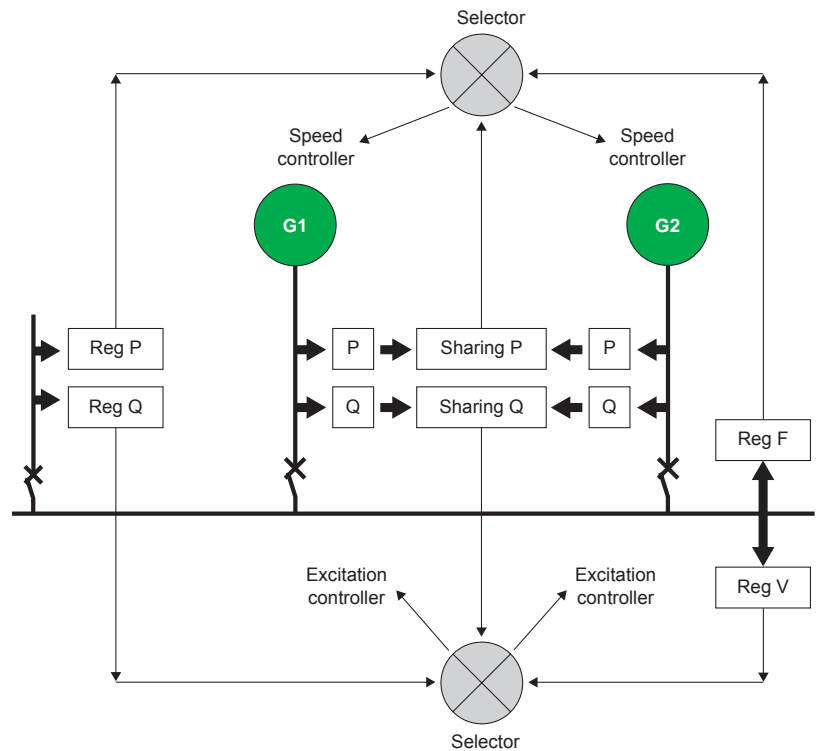 Selector
Speed
controller
Speed
controller
G1
G2
Reg P
P
Sharing P
P
Reg Q
Q
Sharing Q
Q
Reg F
Excitation
controller
Excitation
controller
Reg V
Selector